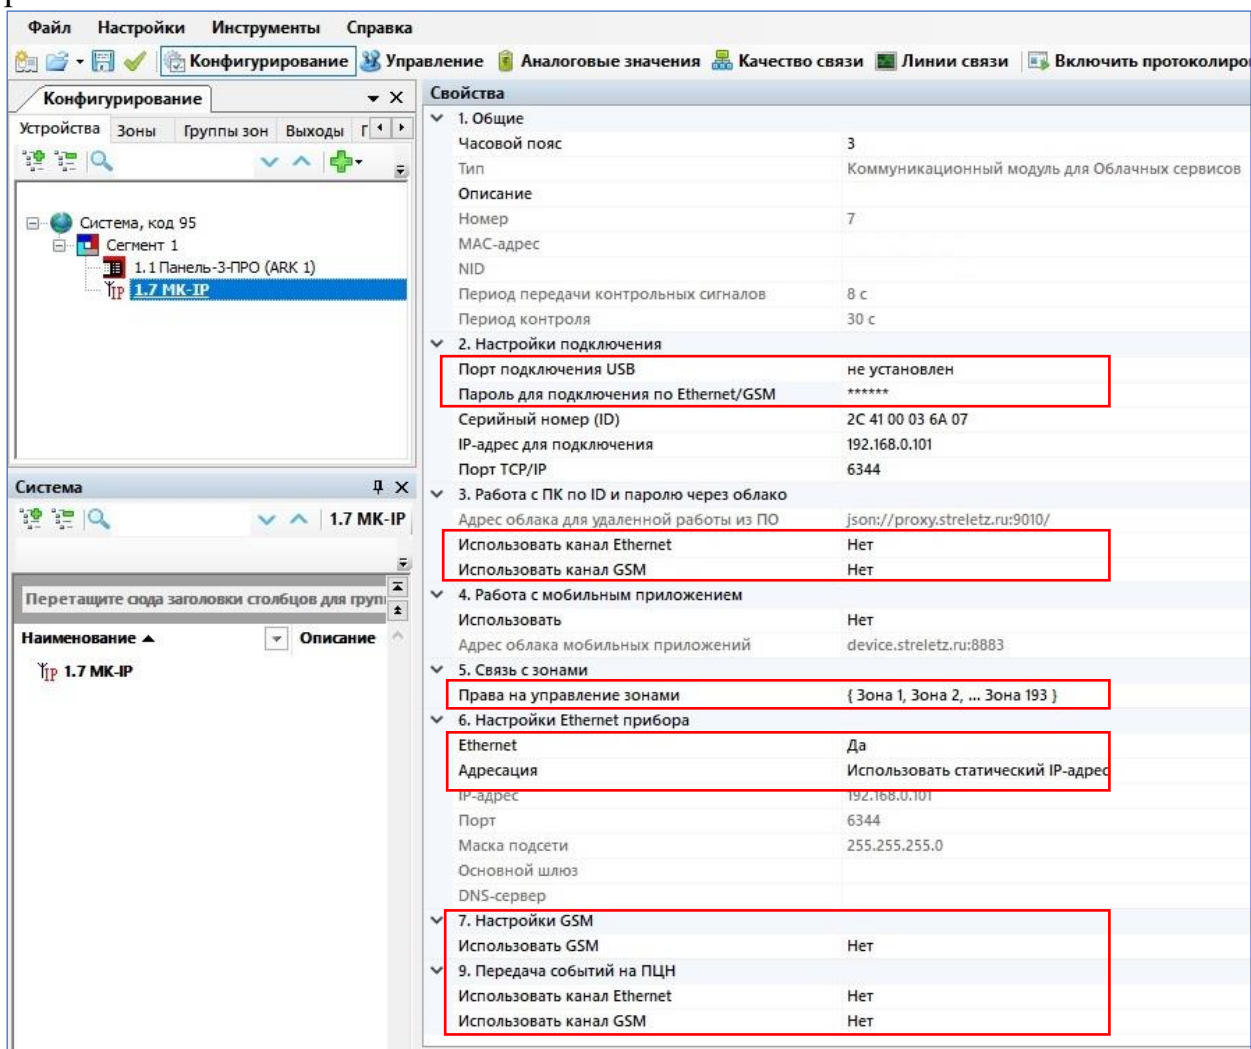 Файл Настройки Инструменты Справка
Конфигурирование Управление Аналоговые значения Качество связи Линии связи Включить протоколиро
Конфигурирование
Устройства Зоны Группы зон Выходы Г
Система, код 95
Сегмент 1
1.1 Панель-3-ПРО (ARK 1)
1.7 МК-IP
Система
1.7 МК-IP
Перетащите сюда заголовки столбцов для груп
Наименование Описание
1.7 МК-IP
Свойства
1. Общие
Часовой пояс 3
Тип Коммуникационный модуль для Облачных сервисов
Описание
Номер 7
MAC-адрес
NID
Период передачи контрольных сигналов 8 с
Период контроля 30 с
2. Настройки подключения
Порт подключения USB не установлен
Пароль для подключения по Ethernet/GSM ******
Серийный номер (ID) 2C 41 00 03 6A 07
IP-адрес для подключения 192.168.0.101
Порт TCP/IP 6344
3. Работа с ПК по ID и паролю через облако
Адрес облака для удаленной работы из ПО json://proxy.streletz.ru:9010/
Использовать канал Ethernet Нет
Использовать канал GSM Нет
4. Работа с мобильным приложением
Использовать Нет
Адрес облака мобильных приложений device.streletz.ru:8883
5. Связь с зонами
Права на управление зонами { Зона 1, Зона 2, ... Зона 193 }
6. Настройки Ethernet прибора
Ethernet Да
Адресация Использовать статический IP-адрес
IP-адрес 192.168.0.101
Порт 6344
Маска подсети 255.255.255.0
Основной шлюз
DNS-сервер
7. Настройки GSM
Использовать GSM Нет
9. Передача событий на ПЦН
Использовать канал Ethernet Нет
Использовать канал GSM Нет